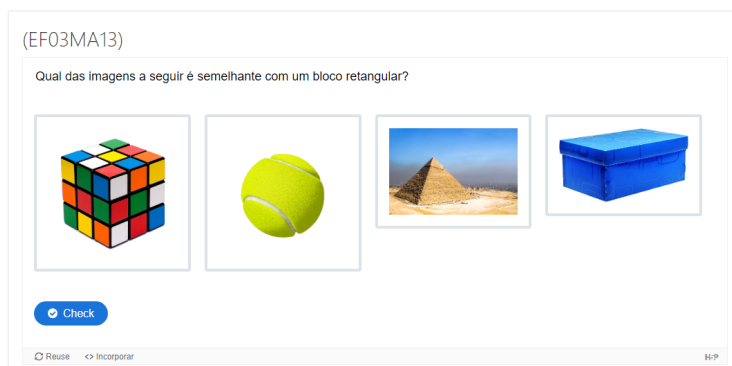 (EF03MA13)
Qual das imagens a seguir é semelhante com um bloco retangular?
Check
Reuse <> Incorporar
H-P